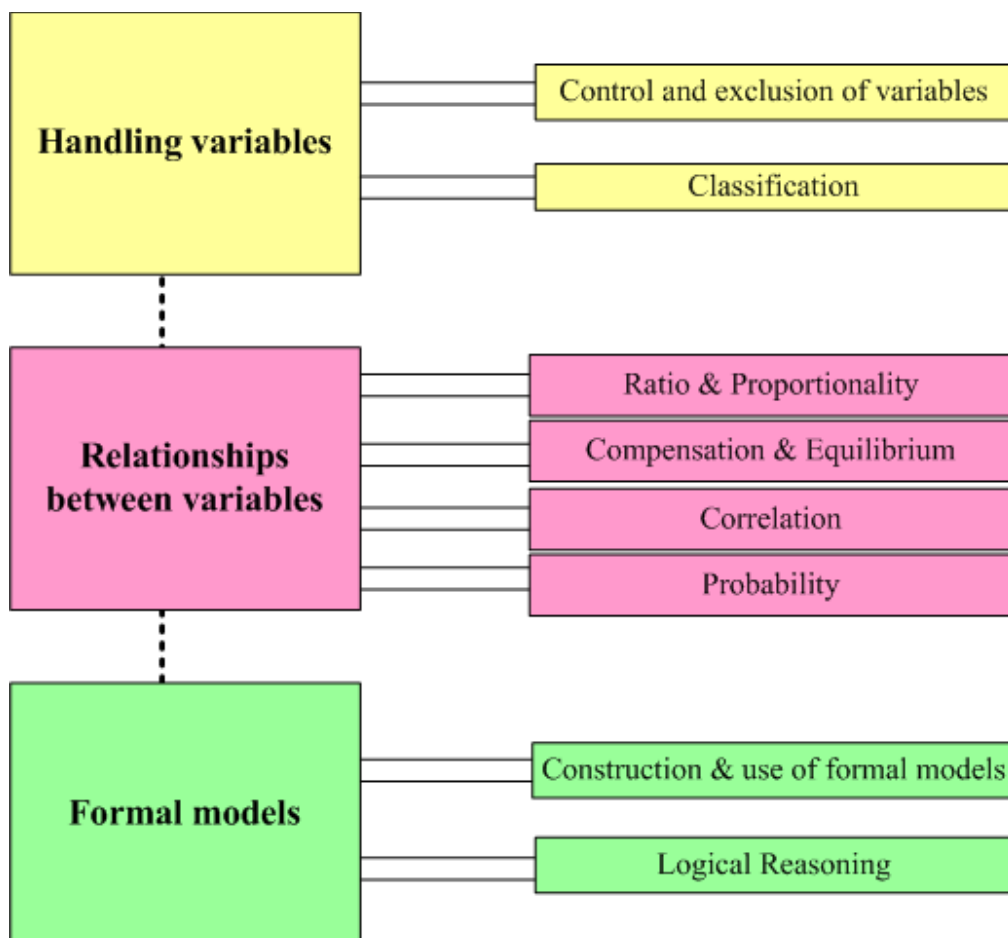 Handling variables
Control and exclusion of variables
Classification
Relationships
between variables
Ratio & Proportionality
Compensation & Equilibrium
Correlation
Probability
Formal models
Construction & use of formal models
Logical Reasoning